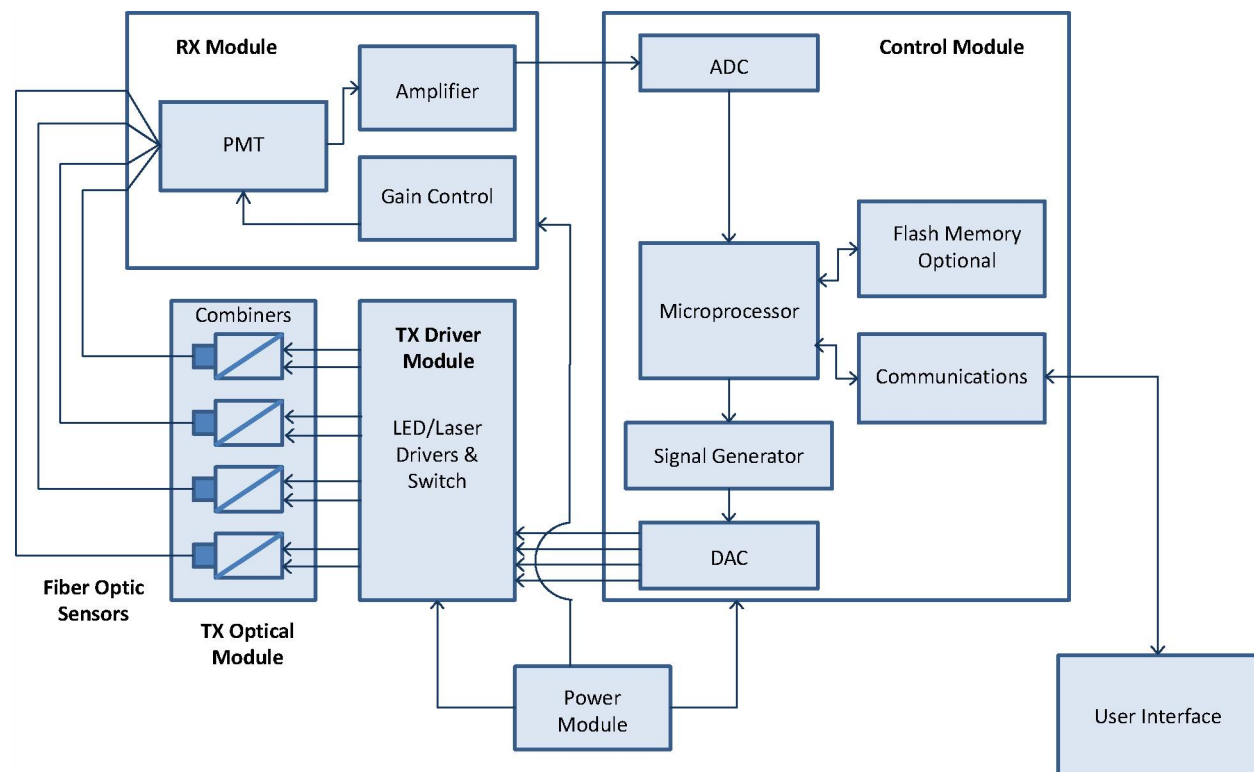 RX Module
Amplifier
PMT
Gain Control
Control Module
ADC
Flash Memory
Optional
Microprocessor
Communications
Signal Generator
DAC
Combiners
TX Driver
Module
LED/Laser
Drivers &
Switch
Fiber Optic
Sensors
TX Optical
Module
Power
Module
User Interface